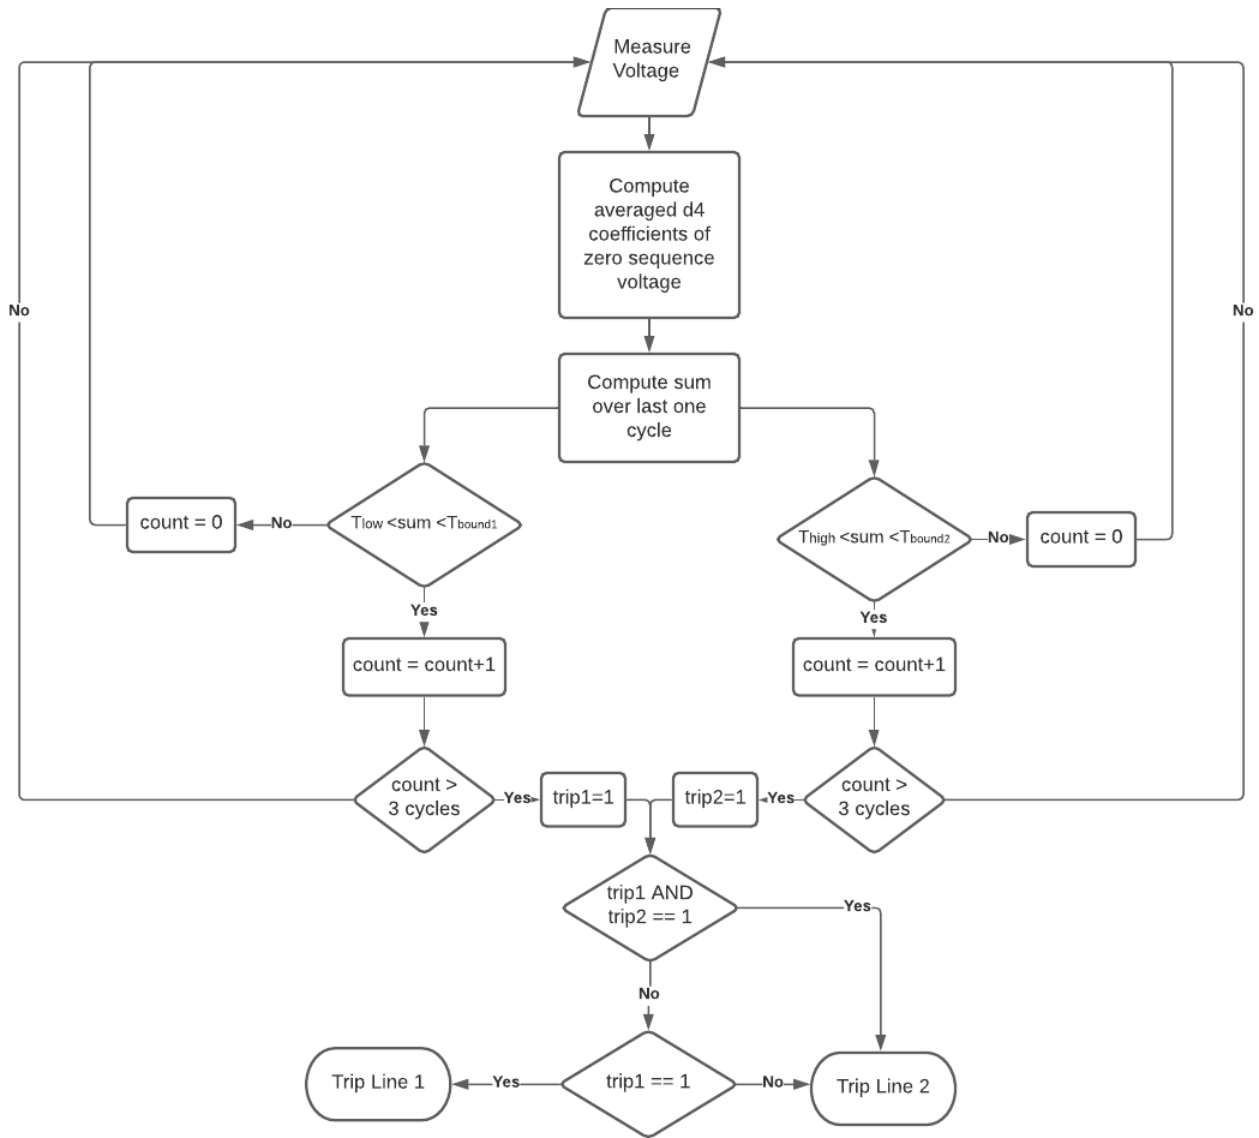 Measure
Voltage
Compute
averaged d4
coefficients of
zero sequence
voltage
No
No
Compute sum
over last one
cycle
count = 0
No
Tlow <sum <Tbound1
Thigh <sum <Tbound2
No
count = 0
Yes
Yes
count = count+1
count = count+1
count >
3 cycles
Yes
trip1=1
trip2=1
Yes
count >
3 cycles
trip1 AND
trip2 == 1
Yes
No
Trip Line 1
Yes
trip1 == 1
No
Trip Line 2